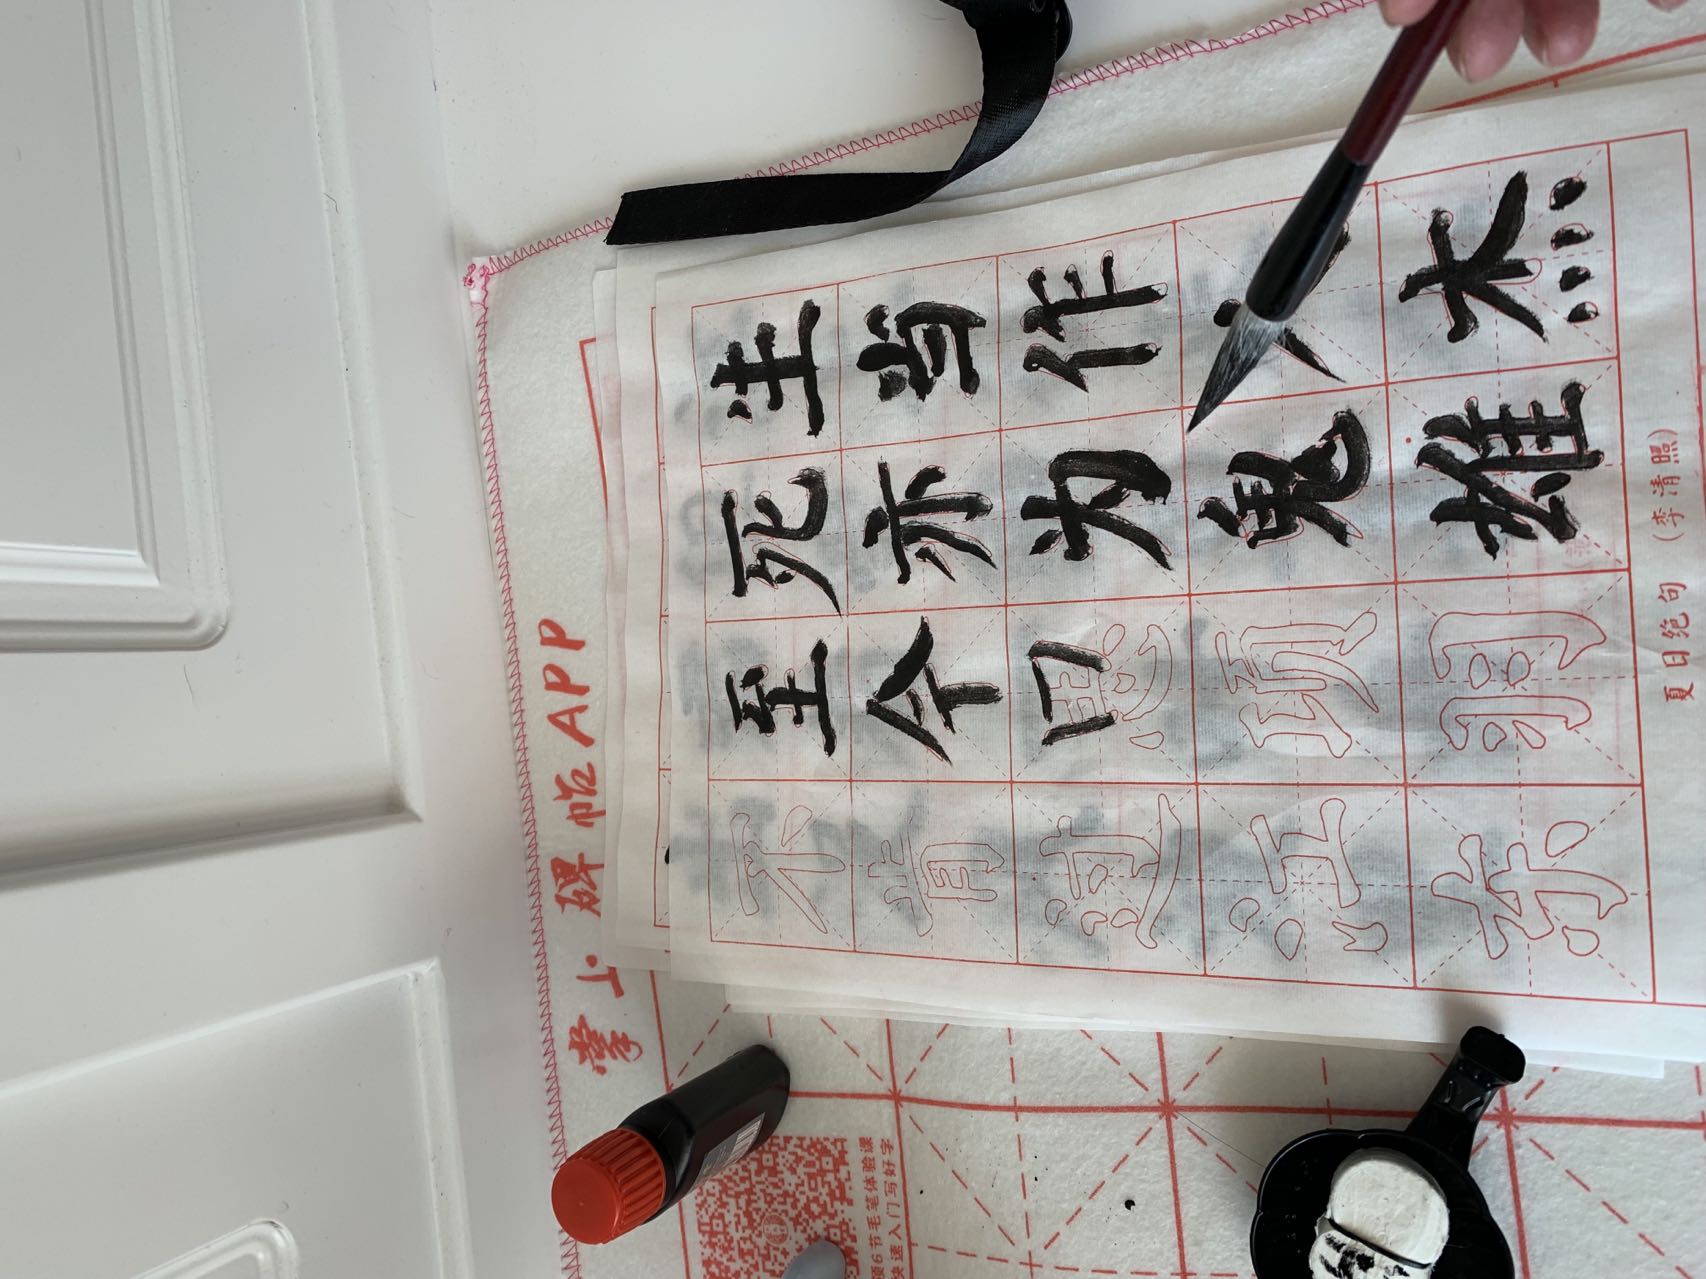 掌上碑帖APP
领6节毛笔体验课
快速入门写好字
生当作人杰
死亦为鬼雄
至今思项羽
不肯过江东
夏日绝句（李清照）